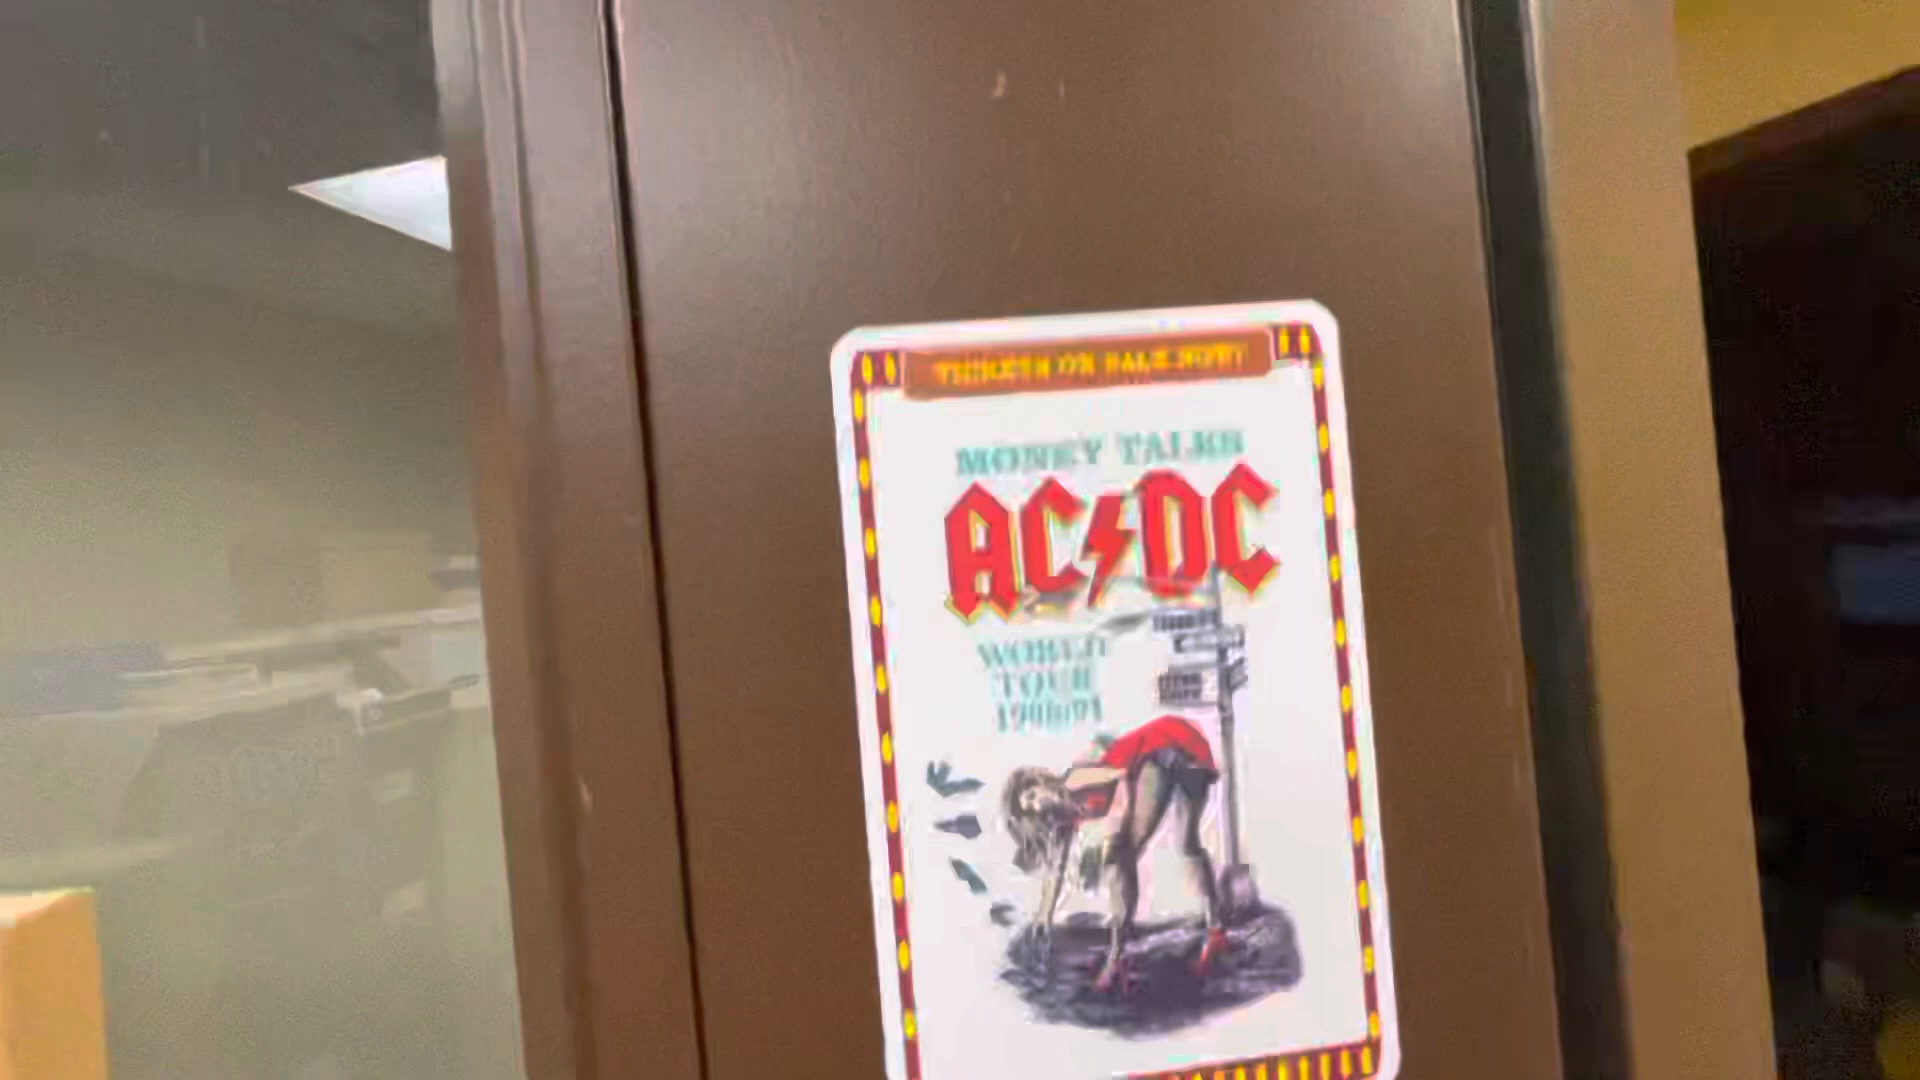 TICKETS ON SALE NOW!
MONEY TALKS
AC DC
WORLD
TOUR